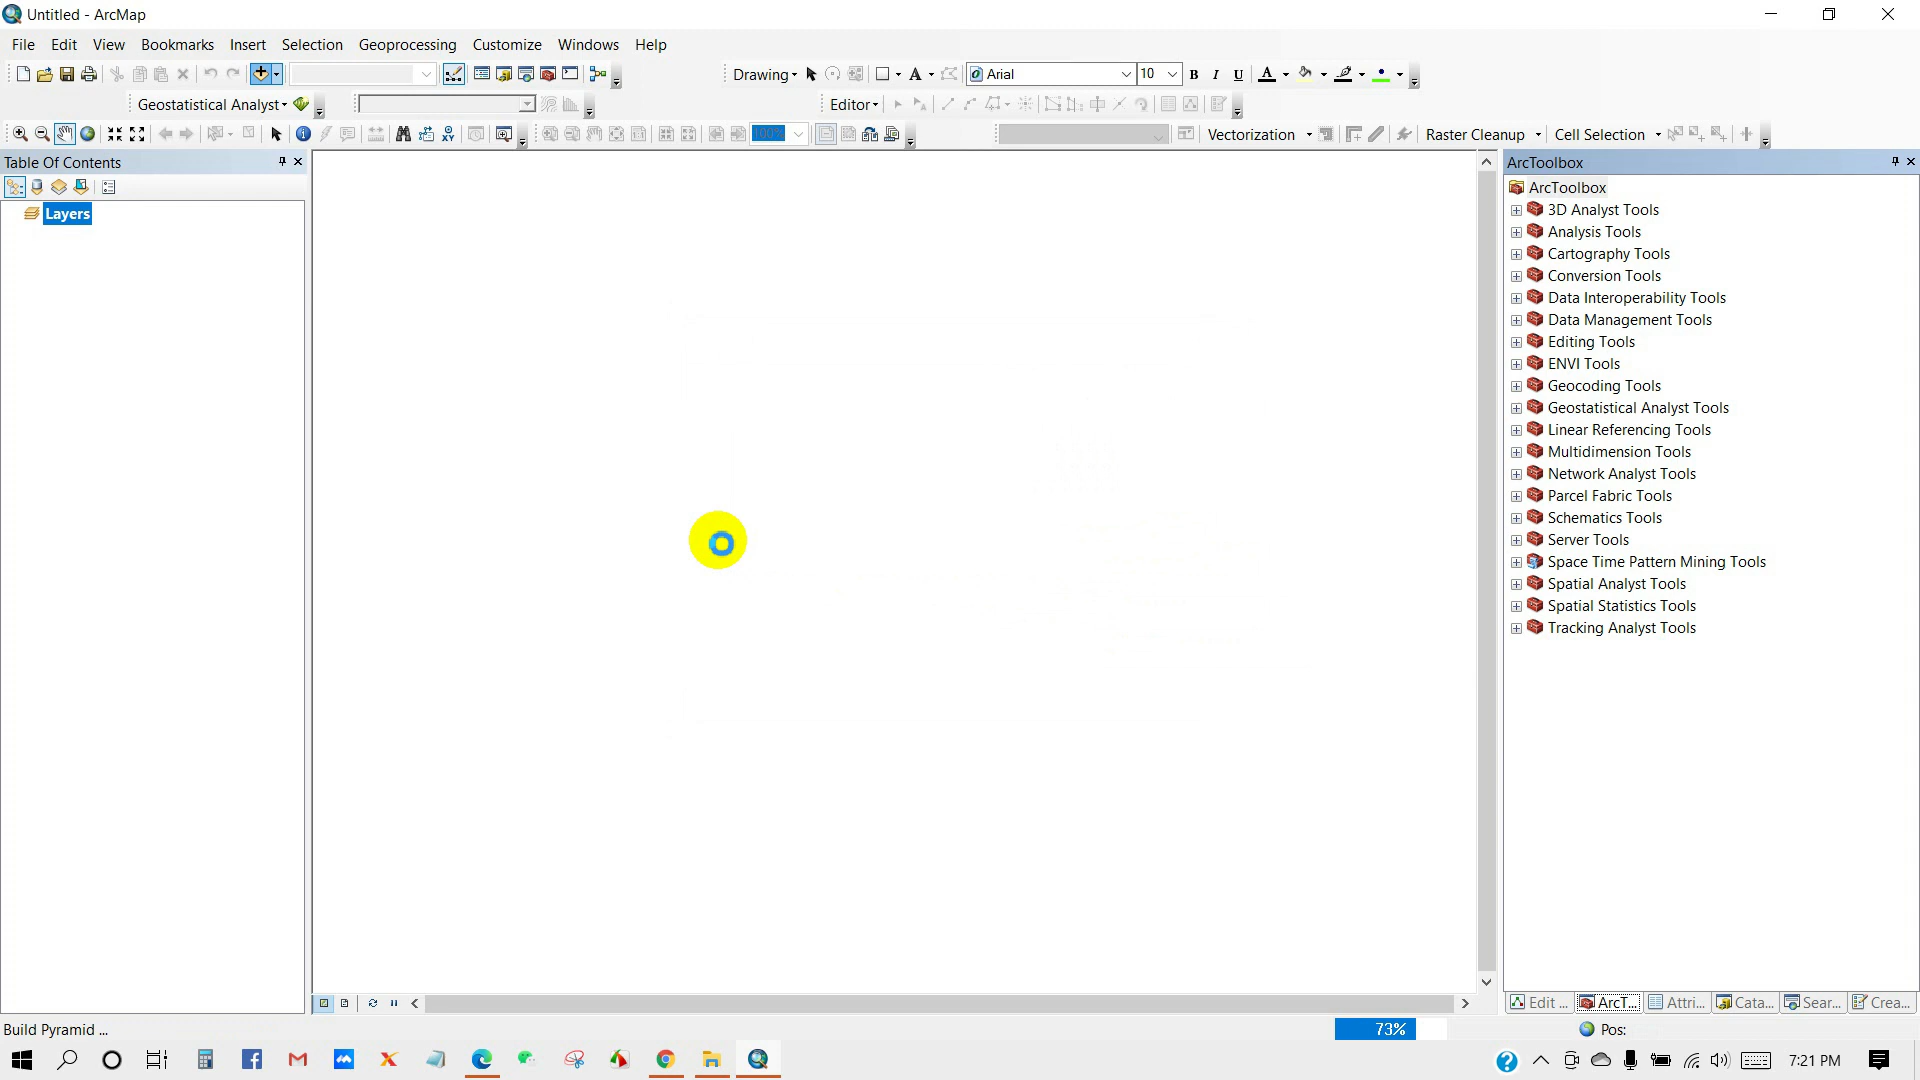 Untitled - ArcMap
File Edit View Bookmarks Insert Selection Geoprocessing Customize Windows Help
Drawing Arial 10 B I U A
Geostatistical Analyst Editor
100% Vectorization Raster Cleanup Cell Selection
Table Of Contents
Layers
ArcToolbox
ArcToolbox
3D Analyst Tools
Analysis Tools
Cartography Tools
Conversion Tools
Data Interoperability Tools
Data Management Tools
Editing Tools
ENVI Tools
Geocoding Tools
Geostatistical Analyst Tools
Linear Referencing Tools
Multidimension Tools
Network Analyst Tools
Parcel Fabric Tools
Schematics Tools
Server Tools
Space Time Pattern Mining Tools
Spatial Analyst Tools
Spatial Statistics Tools
Tracking Analyst Tools
Edit ... ArcT... Attri... Cata... Sear... Crea...
Build Pyramid ... 73% Pos:
7:21 PM